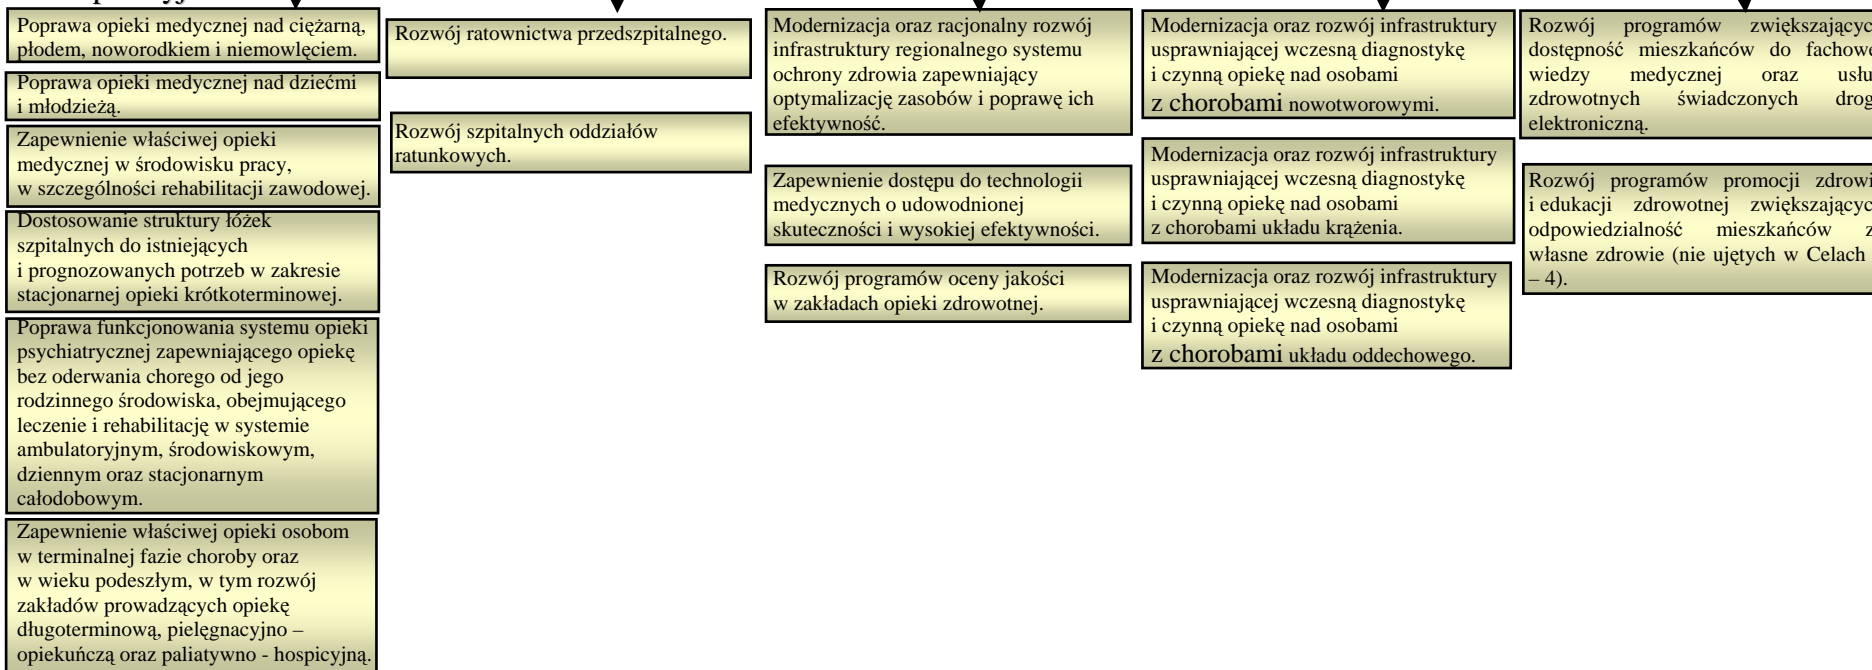 Poprawa opieki medycznej nad ciężarną,
płodem, noworodkiem i niemowlęciem.
Poprawa opieki medycznej nad dziećmi
i młodzieżą.
Zapewnienie właściwej opieki
medycznej w środowisku pracy,
w szczególności rehabilitacji zawodowej.
Dostosowanie struktury łóżek
szpitalnych do istniejących
i prognozowanych potrzeb w zakresie
stacjonarnej opieki krótkoterminowej.
Poprawa funkcjonowania systemu opieki
psychiatrycznej zapewniającego opiekę
bez oderwania chorego od jego
rodzinnego środowiska, obejmującego
leczenie i rehabilitację w systemie
ambulatoryjnym, środowiskowym,
dziennym oraz stacjonarnym
całodobowym.
Zapewnienie właściwej opieki osobom
w terminalnej fazie choroby oraz
w wieku podeszłym, w tym rozwój
zakładów prowadzących opiekę
długoterminową, pielęgnacyjno –
opiekuńczą oraz paliatywno - hospicyjną.
Rozwój ratownictwa przedszpitalnego.
Rozwój szpitalnych oddziałów
ratunkowych.
Modernizacja oraz racjonalny rozwój
infrastruktury regionalnego systemu
ochrony zdrowia zapewniający
optymalizację zasobów i poprawę ich
efektywność.
Zapewnienie dostępu do technologii
medycznych o udowodnionej
skuteczności i wysokiej efektywności.
Rozwój programów oceny jakości
w zakładach opieki zdrowotnej.
Modernizacja oraz rozwój infrastruktury
usprawniającej wczesną diagnostykę
i czynną opiekę nad osobami
z chorobami nowotworowymi.
Modernizacja oraz rozwój infrastruktury
usprawniającej wczesną diagnostykę
i czynną opiekę nad osobami
z chorobami układu krążenia.
Modernizacja oraz rozwój infrastruktury
usprawniającej wczesną diagnostykę
i czynną opiekę nad osobami
z chorobami układu oddechowego.
Rozwój programów zwiększając
dostępność mieszkańców do fachow
wiedzy medycznej oraz usłu
zdrowotnych świadczonych drog
elektroniczną.
Rozwój programów promocji zdrowi
i edukacji zdrowotnej zwiększając
odpowiedzialność mieszkańców z
własne zdrowie (nie ujętych w Celach
– 4).